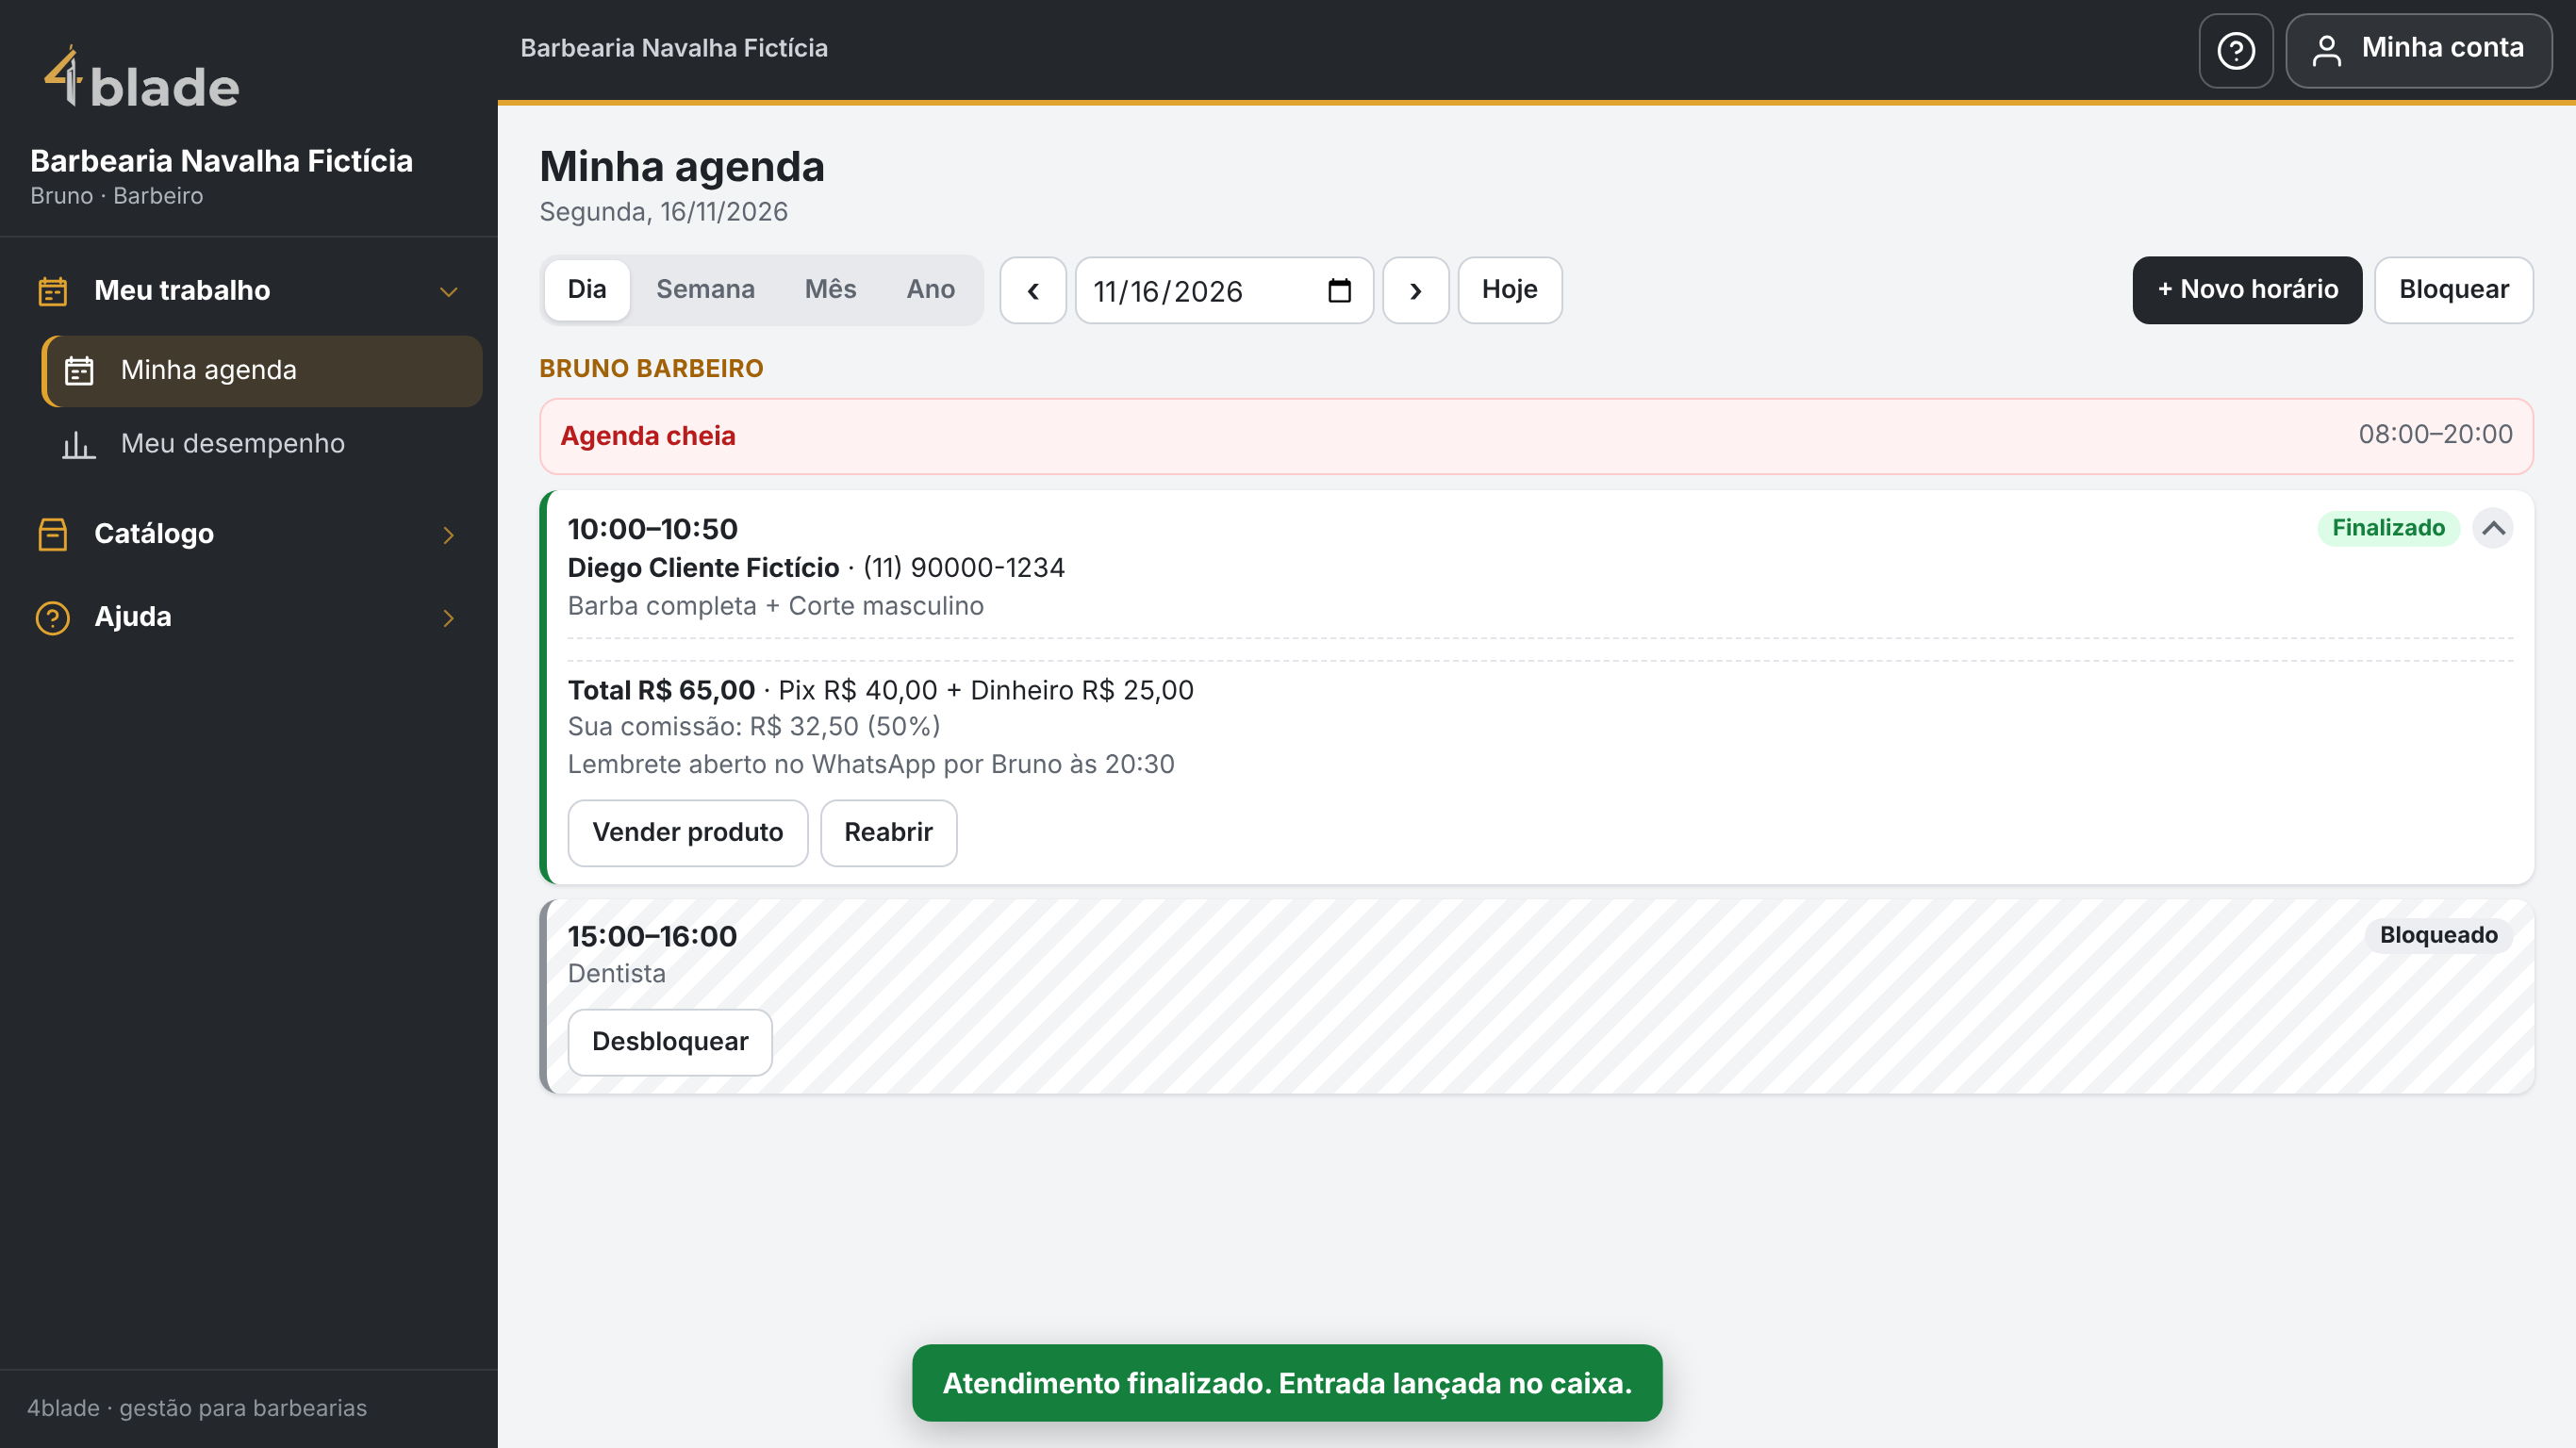 4blade
Barbearia Navalha Fictícia
Bruno · Barbeiro
Meu trabalho
Minha agenda
Meu desempenho
Catálogo
Ajuda
4blade · gestão para barbearias
Barbearia Navalha Fictícia
Minha conta
Minha agenda
Segunda, 16/11/2026
Dia Semana Mês Ano ‹ 11/16/2026 › Hoje + Novo horário Bloquear
BRUNO BARBEIRO
Agenda cheia 08:00–20:00
10:00–10:50 Finalizado
Diego Cliente Fictício · (11) 90000-1234
Barba completa + Corte masculino
Total R$ 65,00 · Pix R$ 40,00 + Dinheiro R$ 25,00
Sua comissão: R$ 32,50 (50%)
Lembrete aberto no WhatsApp por Bruno às 20:30
Vender produto Reabrir
15:00–16:00 Bloqueado
Dentista
Desbloquear
Atendimento finalizado. Entrada lançada no caixa.